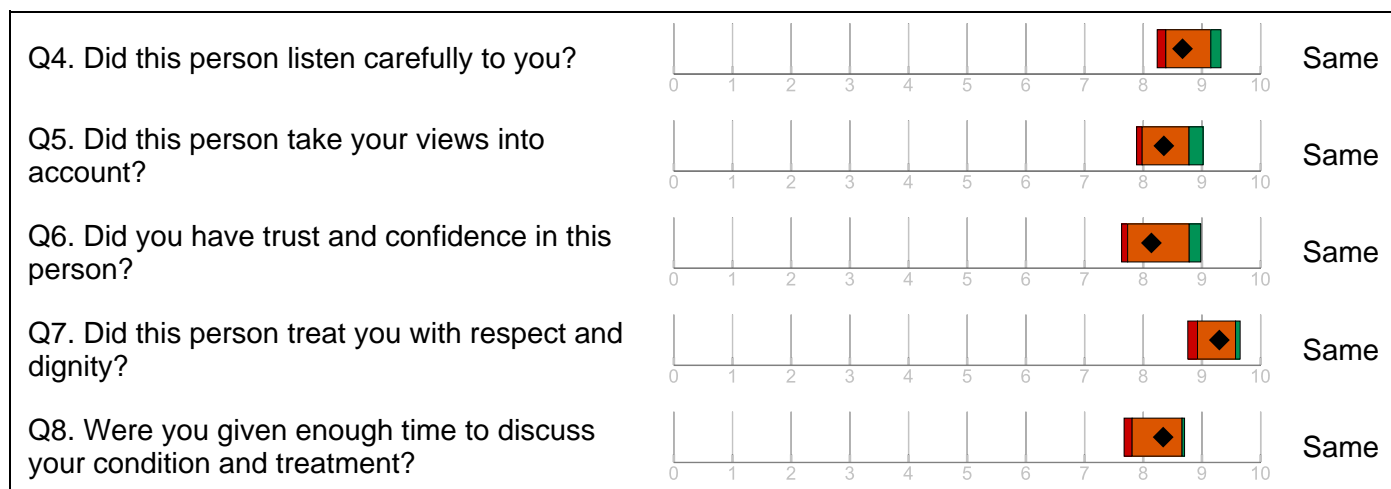 Q4. Did this person listen carefully to you?
Same
0 1 2 3 4 5 6 7 8 9 10
Q5. Did this person take your views into
account?
Same
0 1 2 3 4 5 6 7 8 9 10
Q6. Did you have trust and confidence in this
person?
Same
0 1 2 3 4 5 6 7 8 9 10
Q7. Did this person treat you with respect and
dignity?
Same
0 1 2 3 4 5 6 7 8 9 10
Q8. Were you given enough time to discuss
your condition and treatment?
Same
0 1 2 3 4 5 6 7 8 9 10